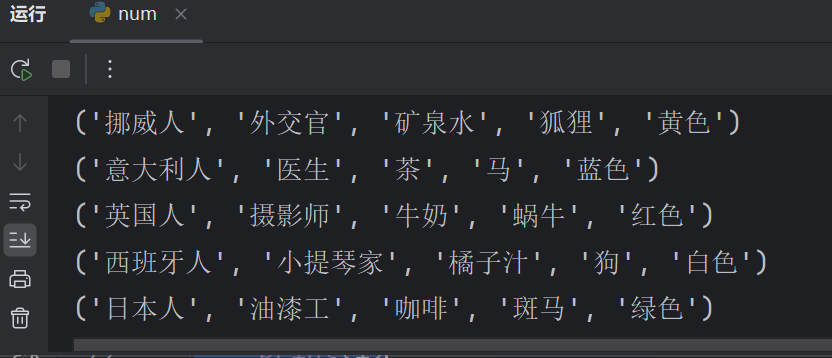 运行 num
('挪威人', '外交官', '矿泉水', '狐狸', '黄色')
('意大利人', '医生', '茶', '马', '蓝色')
('英国人', '摄影师', '牛奶', '蜗牛', '红色')
('西班牙人', '小提琴家', '橘子汁', '狗', '白色')
('日本人', '油漆工', '咖啡', '斑马', '绿色')